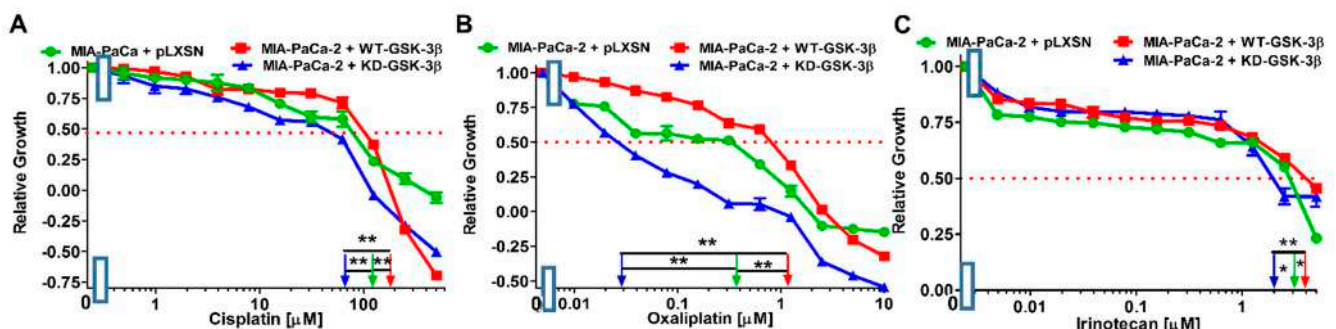 A
MIA-PaCa + pLXSN
MIA-PaCa-2 + WT-GSK-3β
MIA-PaCa-2 + KD-GSK-3β
Relative Growth
1.00
0.75
0.50
0.25
0.00
-0.25
-0.50
-0.75
**
** **
0 1 10 100
Cisplatin [μM]
B
MIA-PaCa-2 + pLXSN
MIA-PaCa-2 + WT-GSK-3β
MIA-PaCa-2 + KD-GSK-3β
Relative Growth
1.00
0.75
0.50
0.25
0.00
-0.25
-0.50
**
** **
0 0.01 0.1 1 10
Oxaliplatin [μM]
C
MIA-PaCa-2 + pLXSN
MIA-PaCa-2 + WT-GSK-3β
MIA-PaCa-2 + KD-GSK-3β
Relative Growth
1.00
0.75
0.50
0.25
0.00
**
* *
0 0.01 0.1 1
Irinotecan [μM]